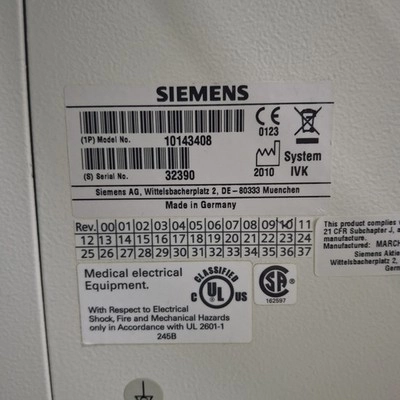 SIEMENS
(1P) Model No. 10143408
(S) Serial No. 32390
CE
0123
2010
System
IVK
Siemens AG, Wittelsbacherplatz 2, DE – 80333 Muenchen
Made in Germany
Rev. 00 01 02 03 04 05 06 07 08 09 10 11
12 13 14 15 16 17 18 19 20 21 22 23 24
25 26 27 28 29 30 31 32 33 34 35 36 37
This product complies w
21 CFR Subchapter J, a
manufacture.
Manufactured: MARCH
Siemens Aktie
Wittelsbacherplatz 2,
Medical electrical
Equipment.
With Respect to Electrical
Shock, Fire and Mechanical Hazards
only in Accordance with UL 2601-1
245B
CLASSIFIED
C UL US
SA
162597